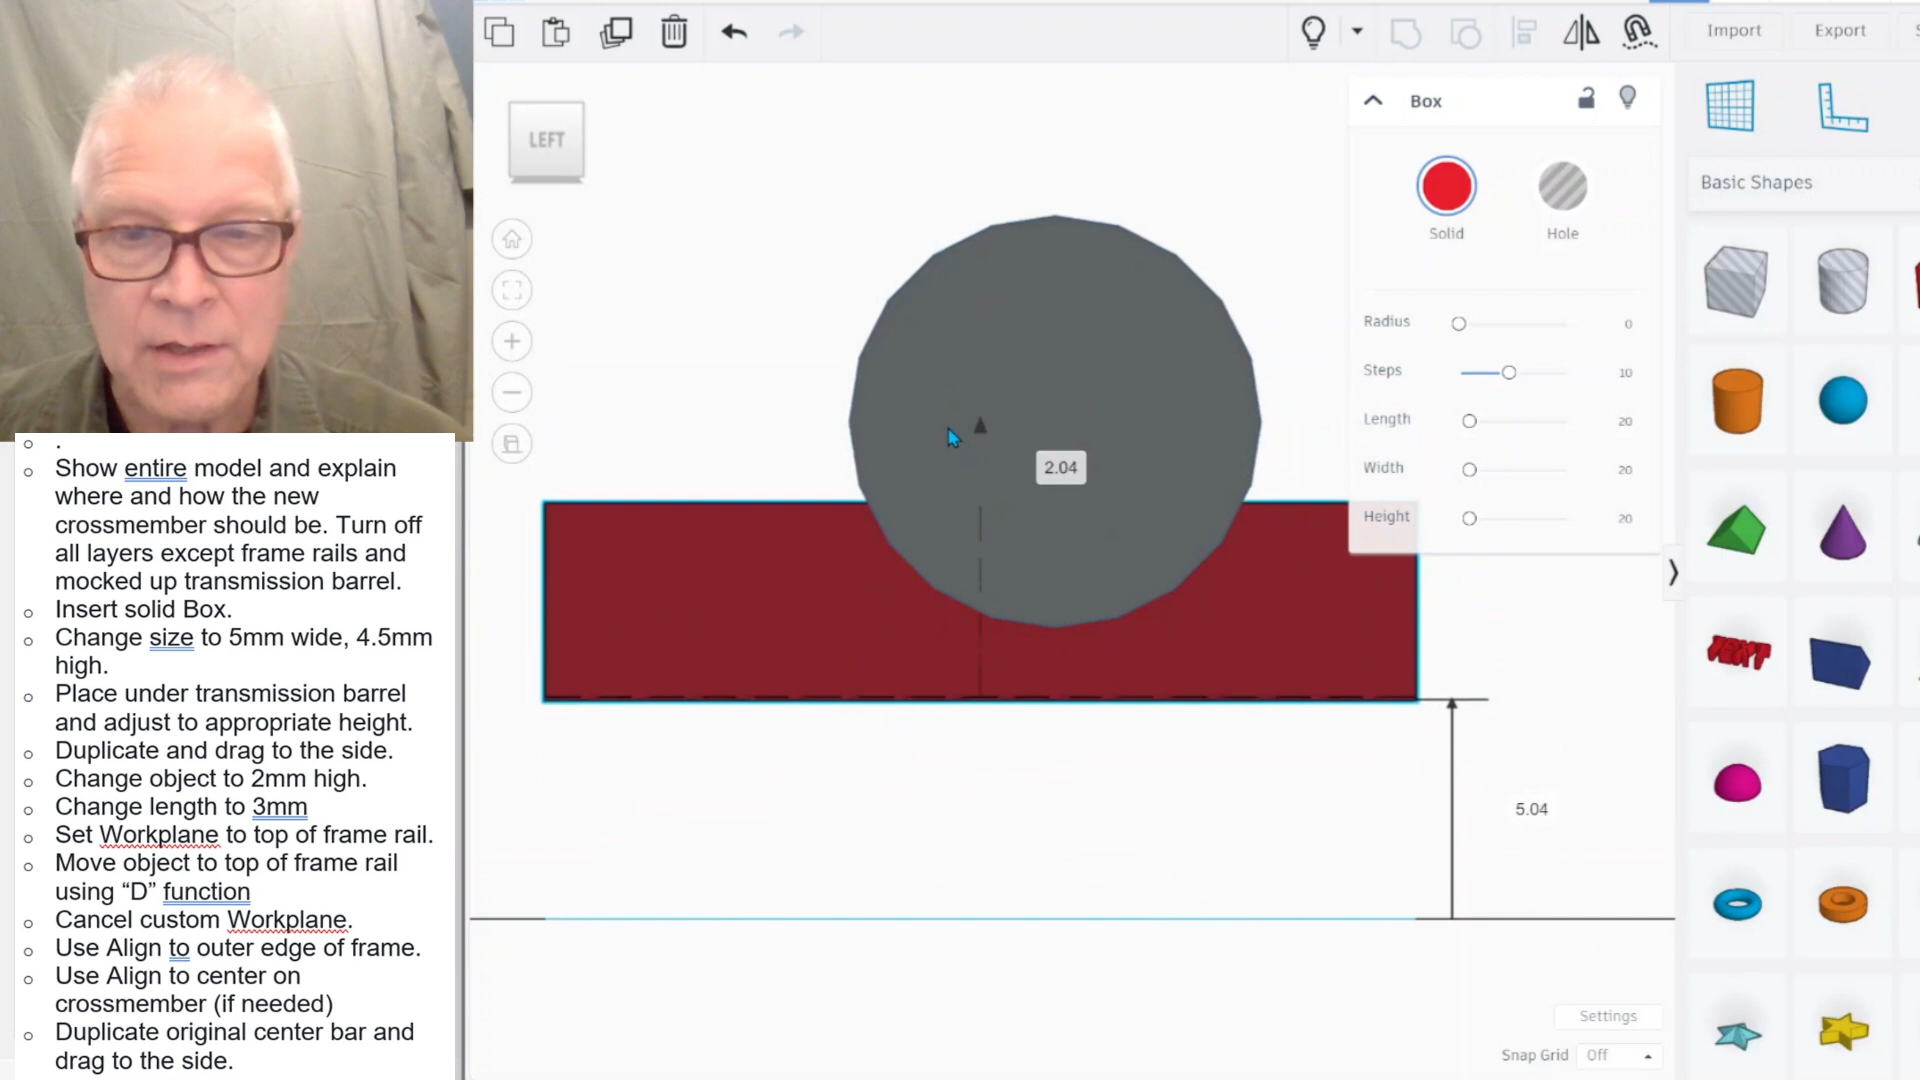 Import
Export
LEFT
Box
Solid
Hole
Radius 0
Steps 10
Length 20
Width 20
Height 20
Basic Shapes
TEXT
2.04
5.04
Settings
Snap Grid Off
.
Show entire model and explain
where and how the new
crossmember should be. Turn off
all layers except frame rails and
mocked up transmission barrel.
Insert solid Box.
Change size to 5mm wide, 4.5mm
high.
Place under transmission barrel
and adjust to appropriate height.
Duplicate and drag to the side.
Change object to 2mm high.
Change length to 3mm
Set Workplane to top of frame rail.
Move object to top of frame rail
using “D” function
Cancel custom Workplane.
Use Align to outer edge of frame.
Use Align to center on
crossmember (if needed)
Duplicate original center bar and
drag to the side.